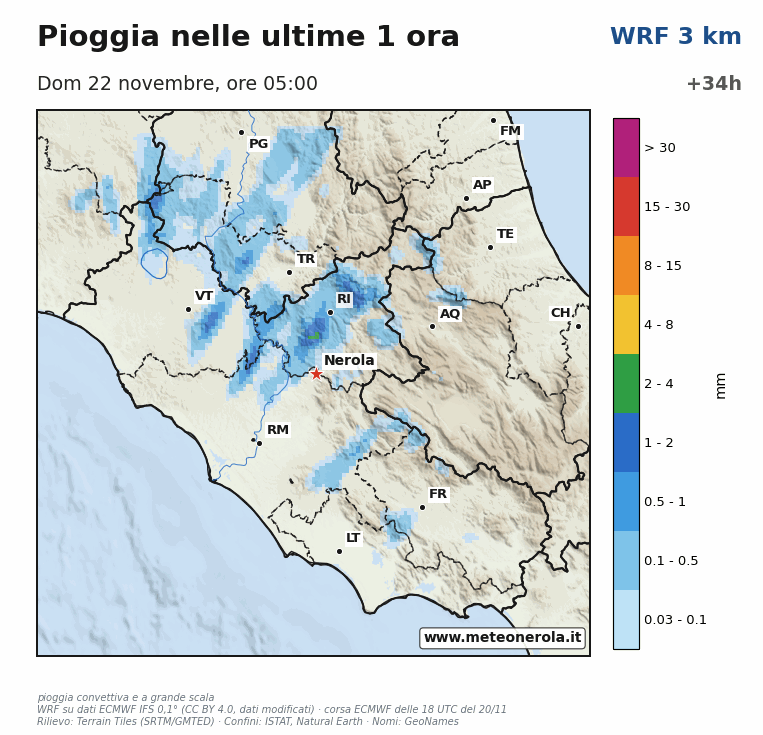 Pioggia nelle ultime 1 ora
WRF 3 km
Dom 22 novembre, ore 05:00
+34h
FM
PG
AP
TE
TR
VT
RI
AQ
CH
Nerola
RM
FR
LT
www.meteonerola.it
> 30
15 - 30
8 - 15
4 - 8
2 - 4
1 - 2
0.5 - 1
0.1 - 0.5
0.03 - 0.1
mm
pioggia convettiva e a grande scala
WRF su dati ECMWF IFS 0,1° (CC BY 4.0, dati modificati) · corsa ECMWF delle 18 UTC del 20/11
Rilievo: Terrain Tiles (SRTM/GMTED) · Confini: ISTAT, Natural Earth · Nomi: GeoNames